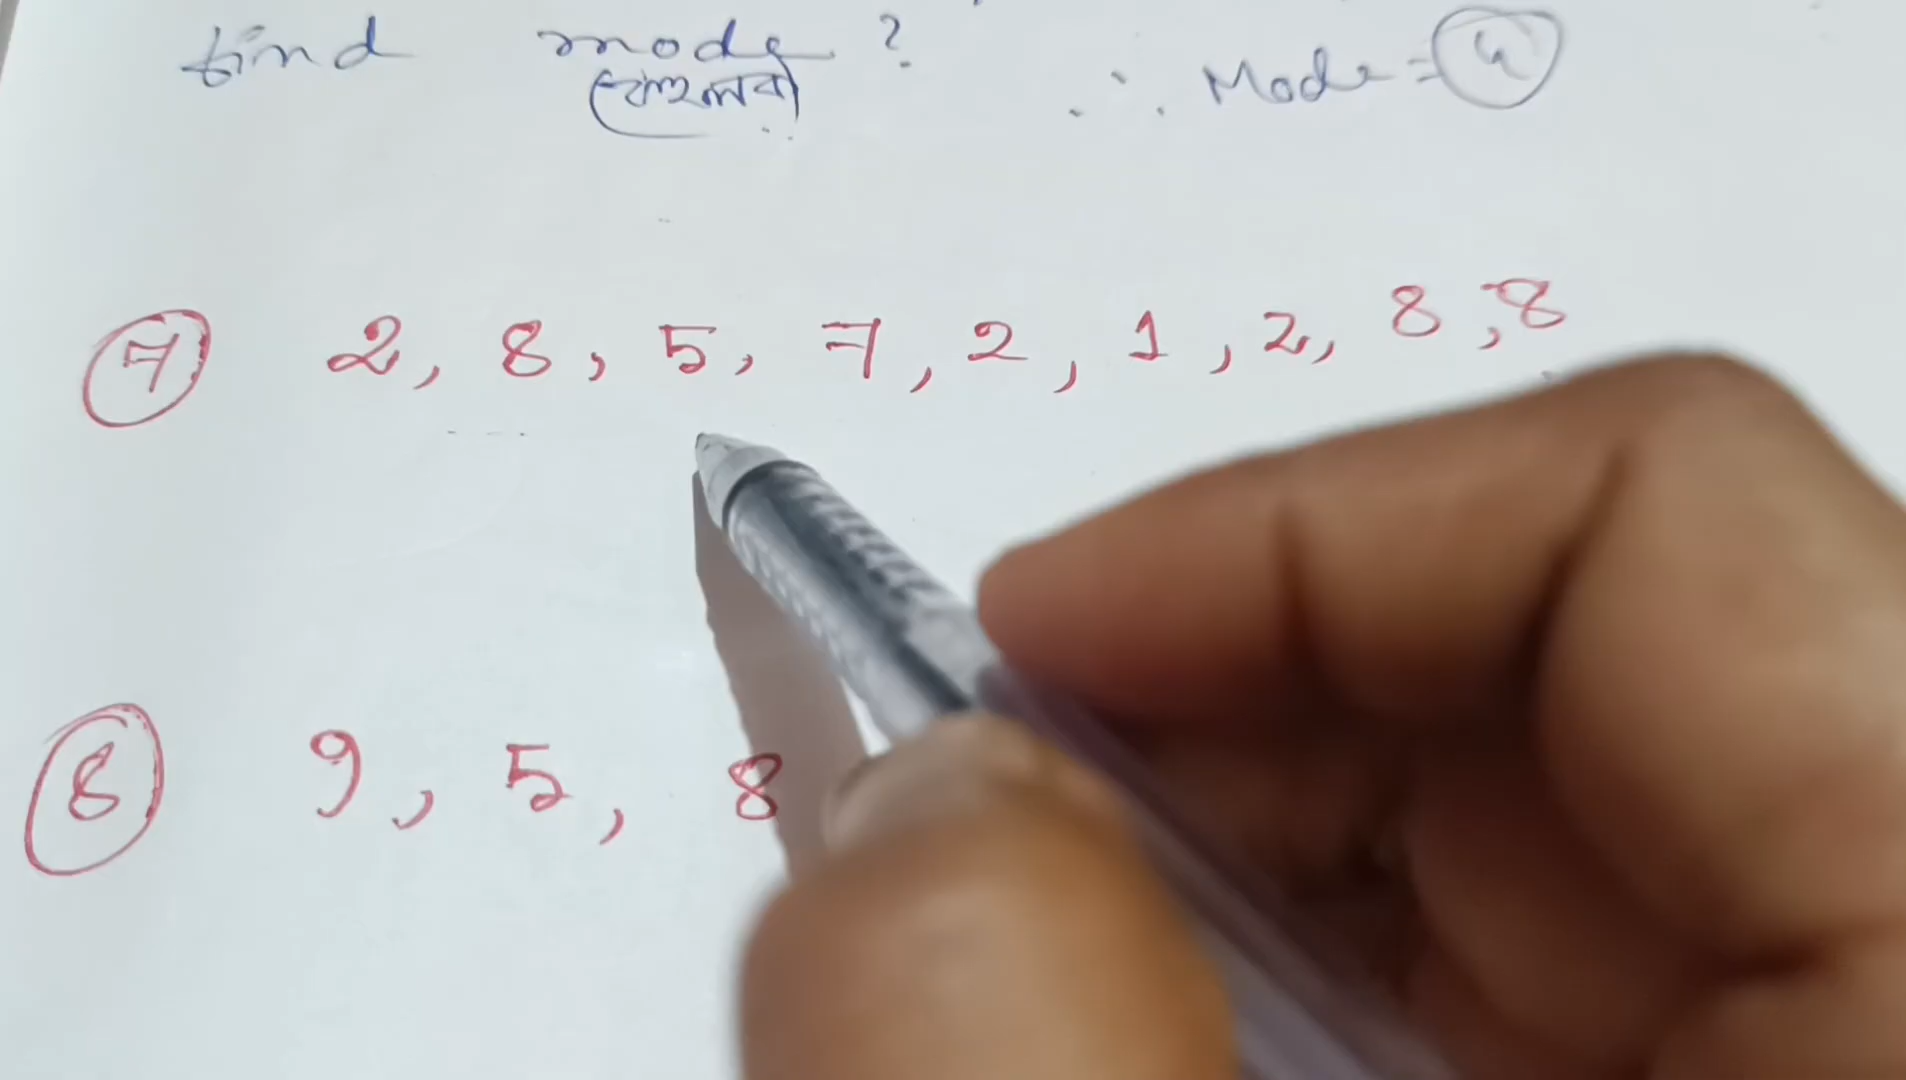 find mode ? ∴ Mode = 4
(বহুলক)
7 2, 8, 5, 7, 2, 1, 2, 8, 8
8 9, 5, 8